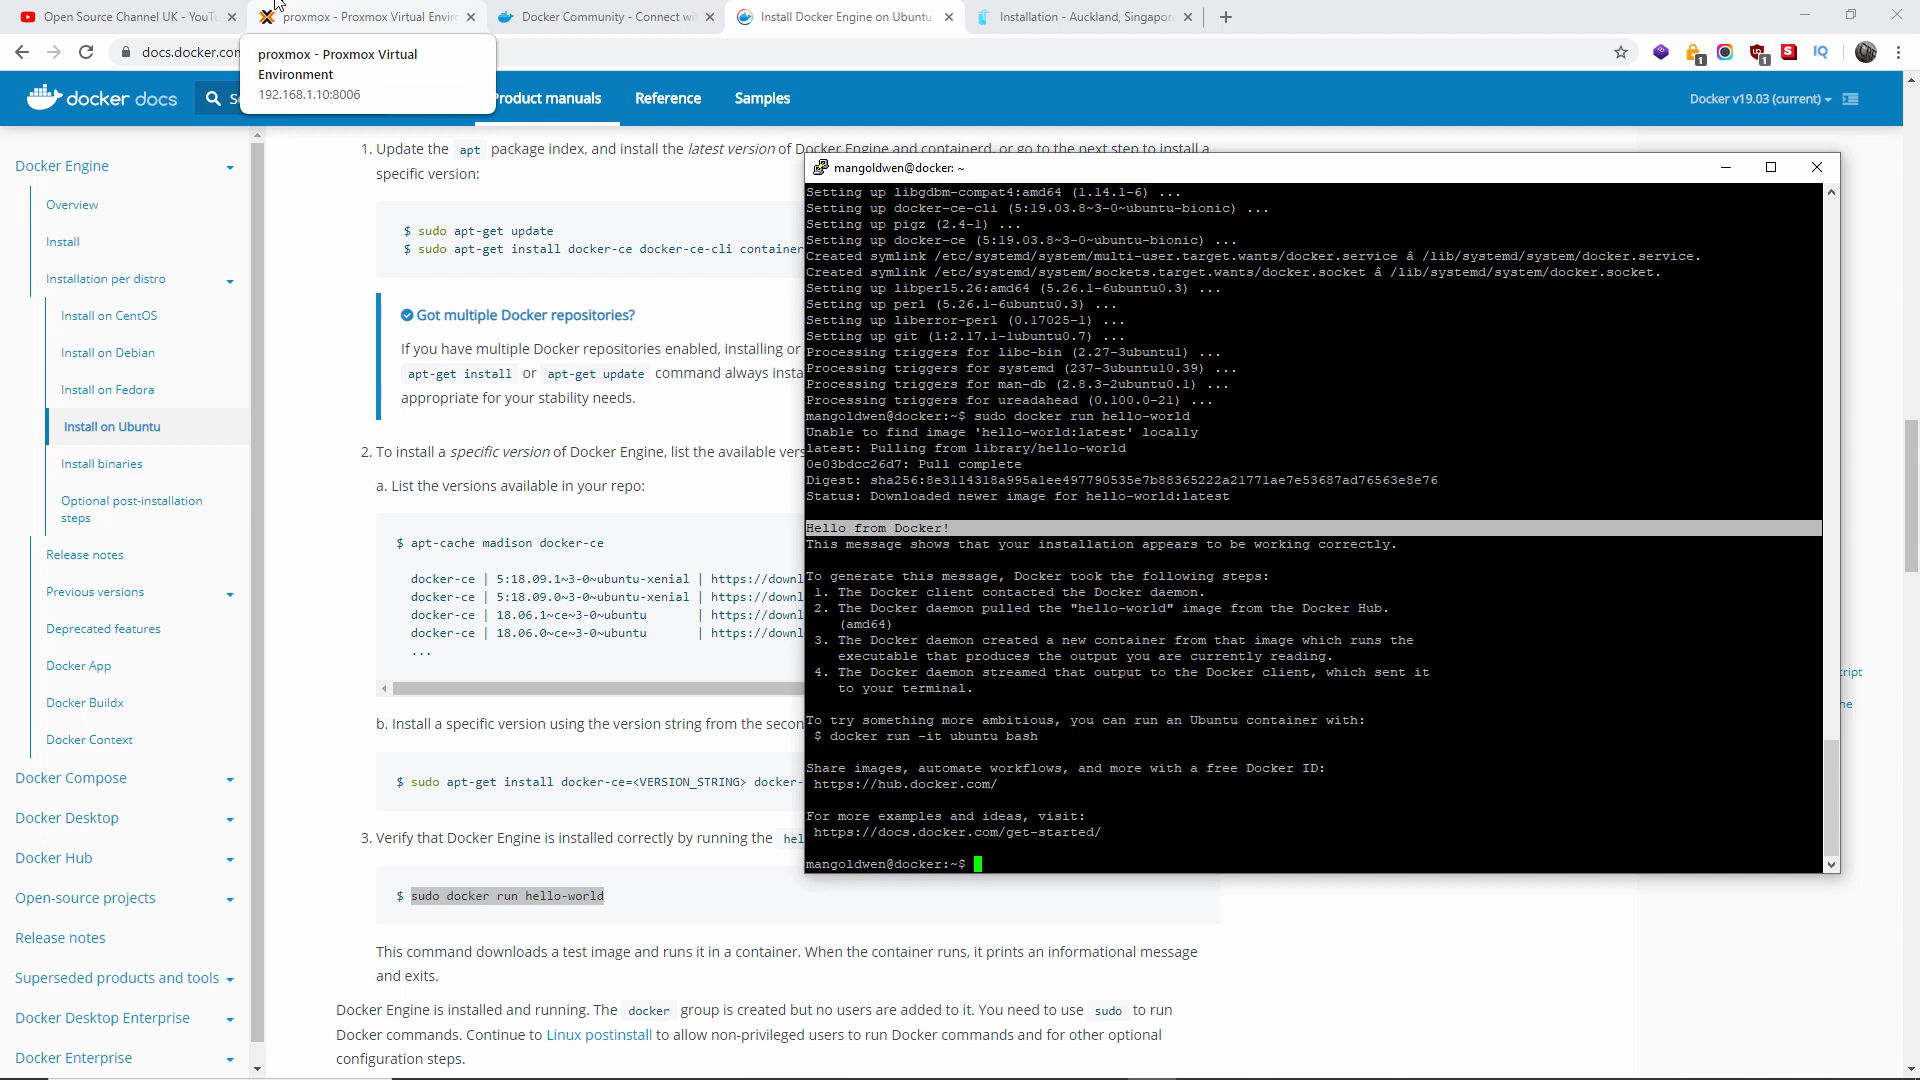 Open Source Channel UK - YouT
proxmox - Proxmox Virtual Envir
Docker Community - Connect wi
Install Docker Engine on Ubuntu
Installation - Auckland, Singapor
docs.docker.com
proxmox - Proxmox Virtual
Environment
192.168.1.10:8006
1
1
IQ
docker docs
Product manuals
Reference
Samples
Docker v19.03 (current)
Docker Engine
Overview
Install
Installation per distro
Install on CentOS
Install on Debian
Install on Fedora
Install on Ubuntu
Install binaries
Optional post-installation
steps
Release notes
Previous versions
Deprecated features
Docker App
Docker Buildx
Docker Context
Docker Compose
Docker Desktop
Docker Hub
Open-source projects
Release notes
Superseded products and tools
Docker Desktop Enterprise
Docker Enterprise
1. Update the apt package index, and install the latest version of Docker Engine and containerd, or go to the next step to install a
specific version:
$ sudo apt-get update
$ sudo apt-get install docker-ce docker-ce-cli container
Got multiple Docker repositories?
If you have multiple Docker repositories enabled, installing or
apt-get install or apt-get update command always insta
appropriate for your stability needs.
2. To install a specific version of Docker Engine, list the available vers
a. List the versions available in your repo:
$ apt-cache madison docker-ce
docker-ce | 5:18.09.1~3-0~ubuntu-xenial | https://downl
docker-ce | 5:18.09.0~3-0~ubuntu-xenial | https://downl
docker-ce | 18.06.1~ce~3-0~ubuntu | https://downl
docker-ce | 18.06.0~ce~3-0~ubuntu | https://downl
...
b. Install a specific version using the version string from the secon
$ sudo apt-get install docker-ce=<VERSION_STRING> docker-
3. Verify that Docker Engine is installed correctly by running the hel
$ sudo docker run hello-world
This command downloads a test image and runs it in a container. When the container runs, it prints an informational message
and exits.
Docker Engine is installed and running. The docker group is created but no users are added to it. You need to use sudo to run
Docker commands. Continue to Linux postinstall to allow non-privileged users to run Docker commands and for other optional
configuration steps.
mangoldwen@docker: ~
Setting up libgdbm-compat4:amd64 (1.14.1-6) ...
Setting up docker-ce-cli (5:19.03.8~3-0~ubuntu-bionic) ...
Setting up pigz (2.4-1) ...
Setting up docker-ce (5:19.03.8~3-0~ubuntu-bionic) ...
Created symlink /etc/systemd/system/multi-user.target.wants/docker.service â /lib/systemd/system/docker.service.
Created symlink /etc/systemd/system/sockets.target.wants/docker.socket â /lib/systemd/system/docker.socket.
Setting up libperl5.26:amd64 (5.26.1-6ubuntu0.3) ...
Setting up perl (5.26.1-6ubuntu0.3) ...
Setting up liberror-perl (0.17025-1) ...
Setting up git (1:2.17.1-1ubuntu0.7) ...
Processing triggers for libc-bin (2.27-3ubuntu1) ...
Processing triggers for systemd (237-3ubuntu10.39) ...
Processing triggers for man-db (2.8.3-2ubuntu0.1) ...
Processing triggers for ureadahead (0.100.0-21) ...
mangoldwen@docker:~$ sudo docker run hello-world
Unable to find image 'hello-world:latest' locally
latest: Pulling from library/hello-world
0e03bdcc26d7: Pull complete
Digest: sha256:8e3114318a995a1ee497790535e7b88365222a21771ae7e53687ad76563e8e76
Status: Downloaded newer image for hello-world:latest
Hello from Docker!
This message shows that your installation appears to be working correctly.
To generate this message, Docker took the following steps:
1. The Docker client contacted the Docker daemon.
2. The Docker daemon pulled the "hello-world" image from the Docker Hub.
(amd64)
3. The Docker daemon created a new container from that image which runs the
executable that produces the output you are currently reading.
4. The Docker daemon streamed that output to the Docker client, which sent it
to your terminal.
To try something more ambitious, you can run an Ubuntu container with:
$ docker run -it ubuntu bash
Share images, automate workflows, and more with a free Docker ID:
https://hub.docker.com/
For more examples and ideas, visit:
https://docs.docker.com/get-started/
mangoldwen@docker:~$